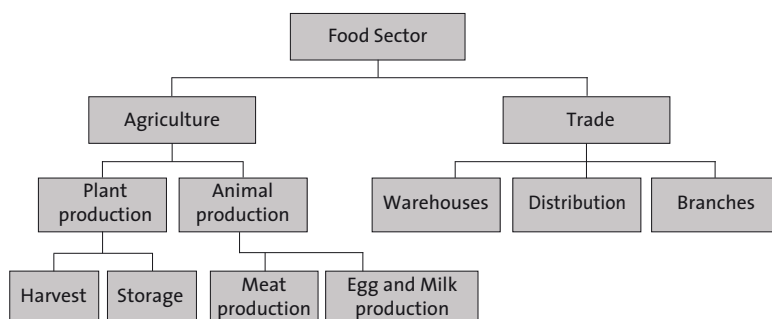 Food Sector
Agriculture
Trade
Plant
production
Animal
production
Warehouses
Distribution
Branches
Harvest
Storage
Meat
production
Egg and Milk
production